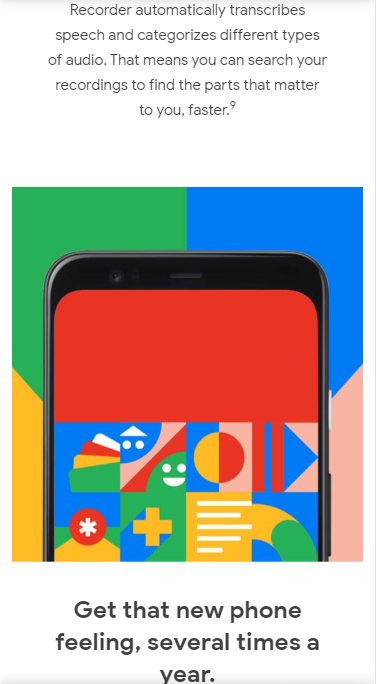 Recorder automatically transcribes
speech and categorizes different types
of audio. That means you can search your
recordings to find the parts that matter
to you, faster.⁹
Get that new phone
feeling, several times a
year.